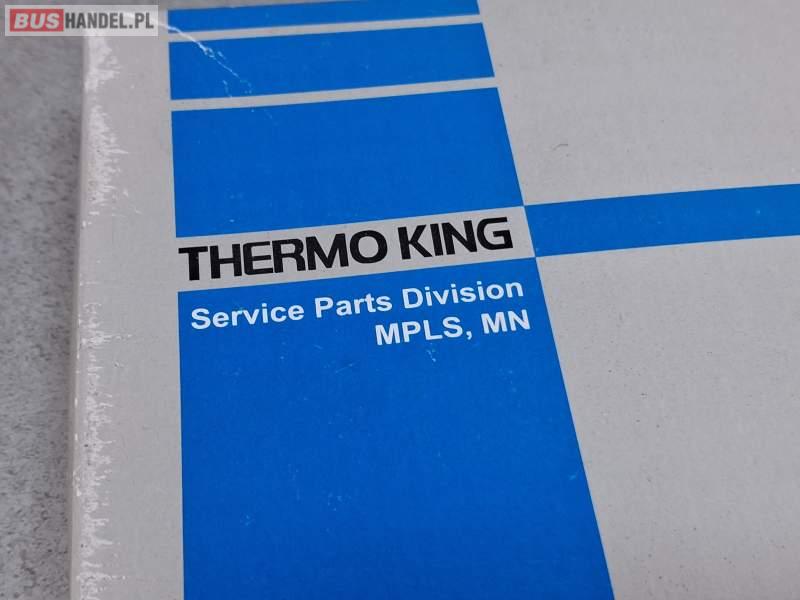 BUSHANDEL.PL
THERMO KING
Service Parts Division
MPLS, MN